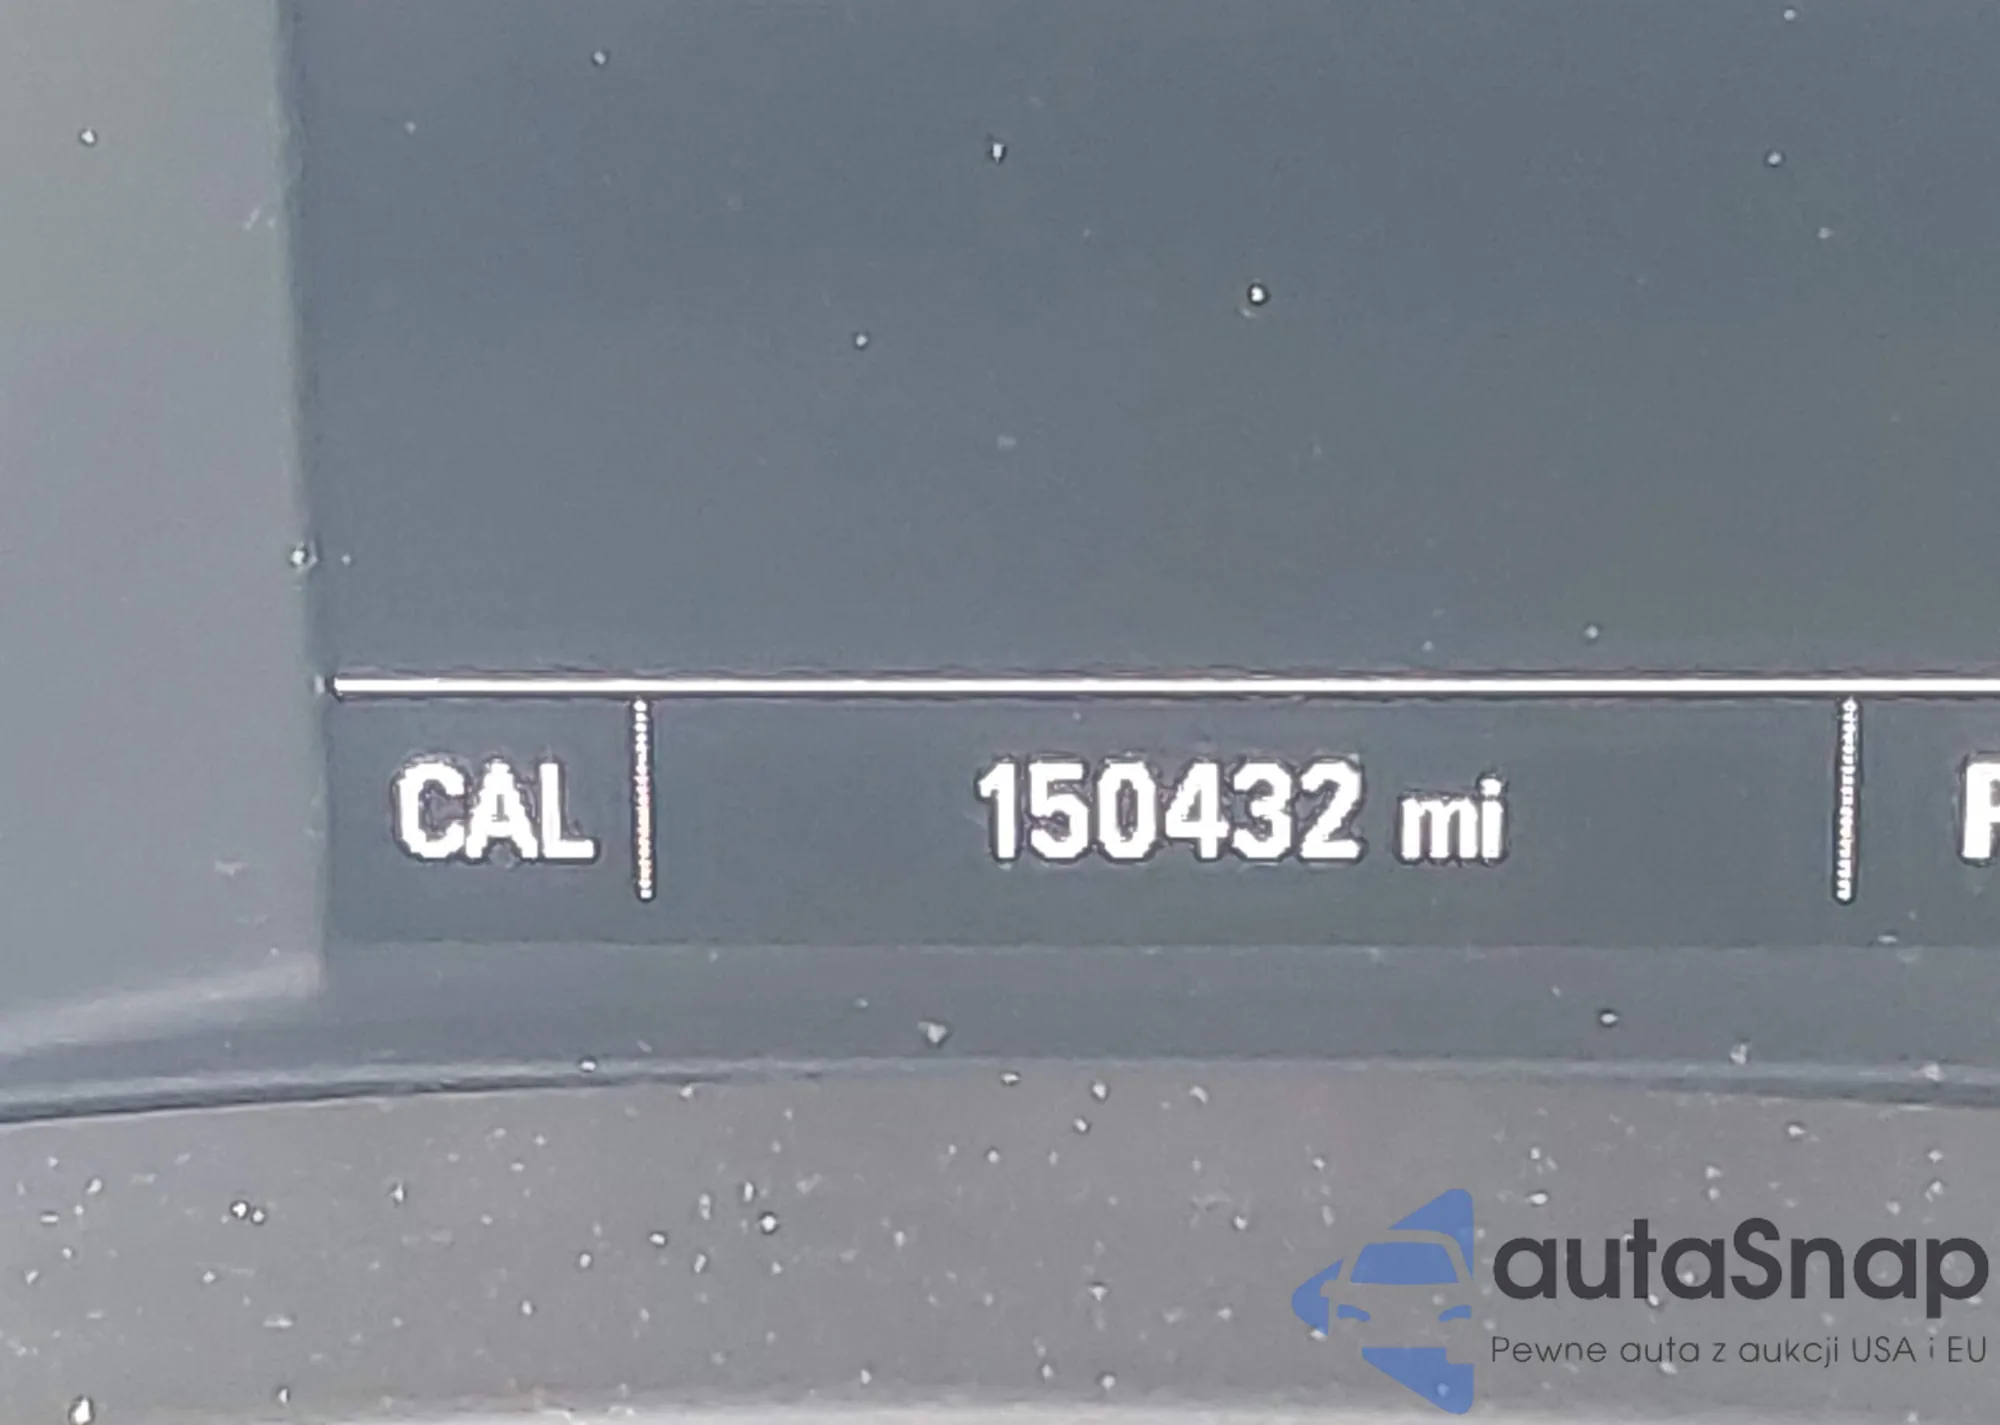 CAL 150432 mi P
autaSnap
Pewne auta z aukcji USA i EU